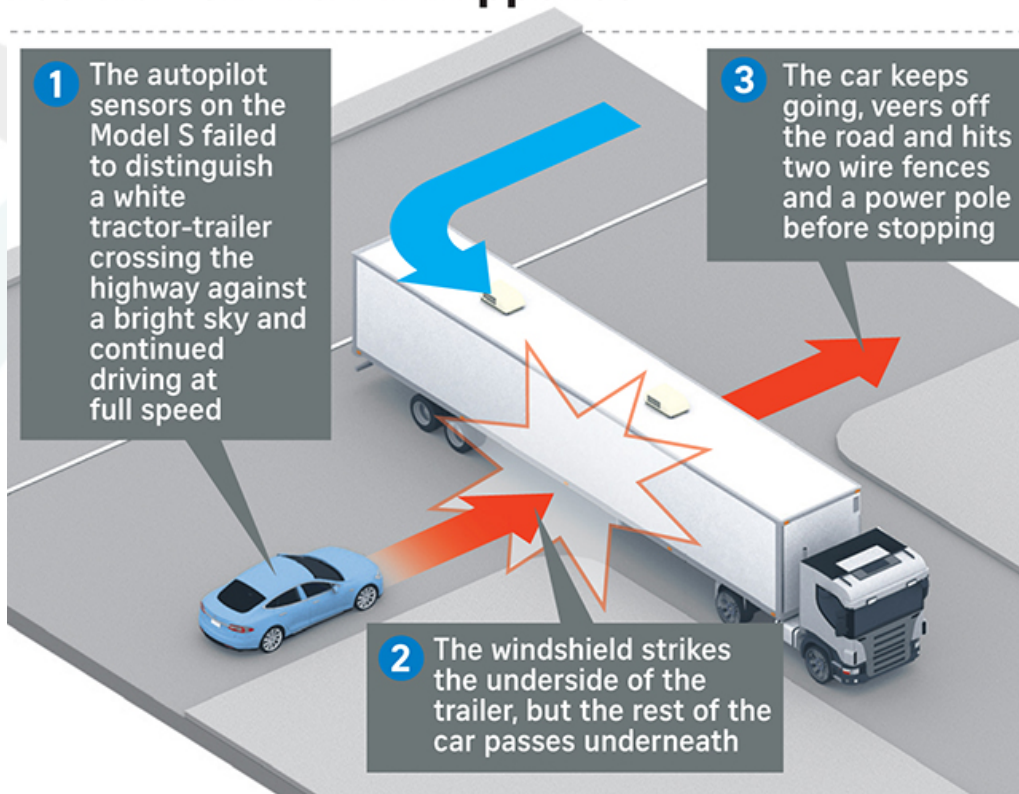 1
The autopilot
sensors on the
Model S failed
to distinguish
a white
tractor-trailer
crossing the
highway against
a bright sky and
continued
driving at
full speed
2
The windshield strikes
the underside of the
trailer, but the rest of the
car passes underneath
3
The car keeps
going, veers off
the road and hits
two wire fences
and a power pole
before stopping